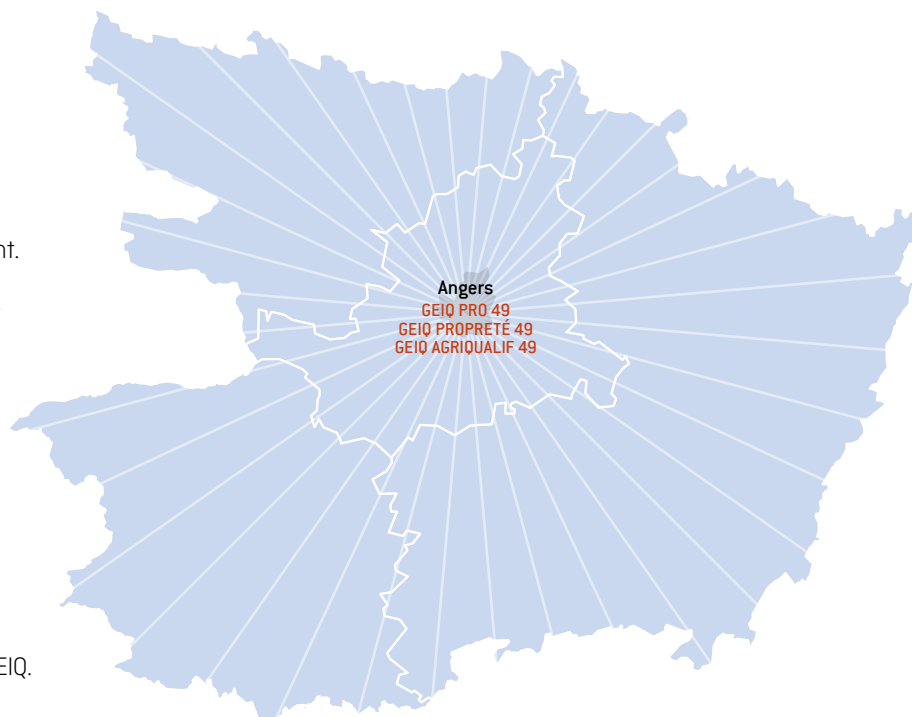 nt.
Angers
GEIQ PRO 49
GEIQ PROPRETÉ 49
GEIQ AGRIQUALIF 49
EIQ.